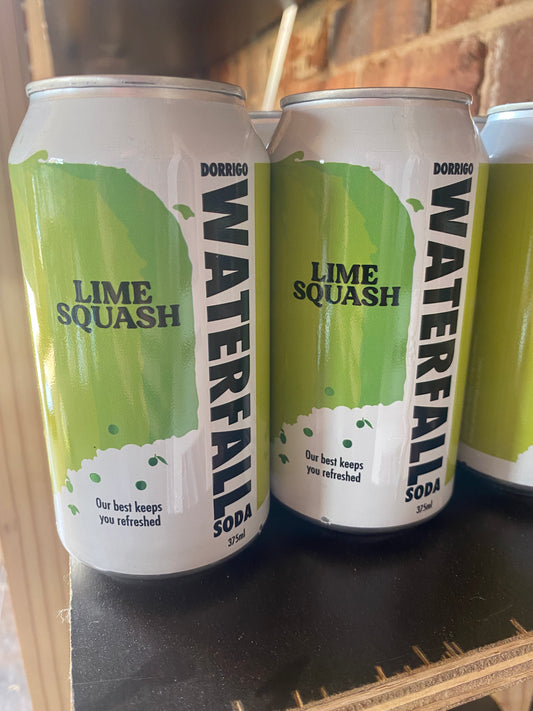 LIME
SQUASH
Our best keeps
you refreshed
DORRIGO
WATERFALL
SODA
375ml
LIME
SQUASH
Our best keeps
you refreshed
DORRIGO
WATERFALL
SODA
375ml